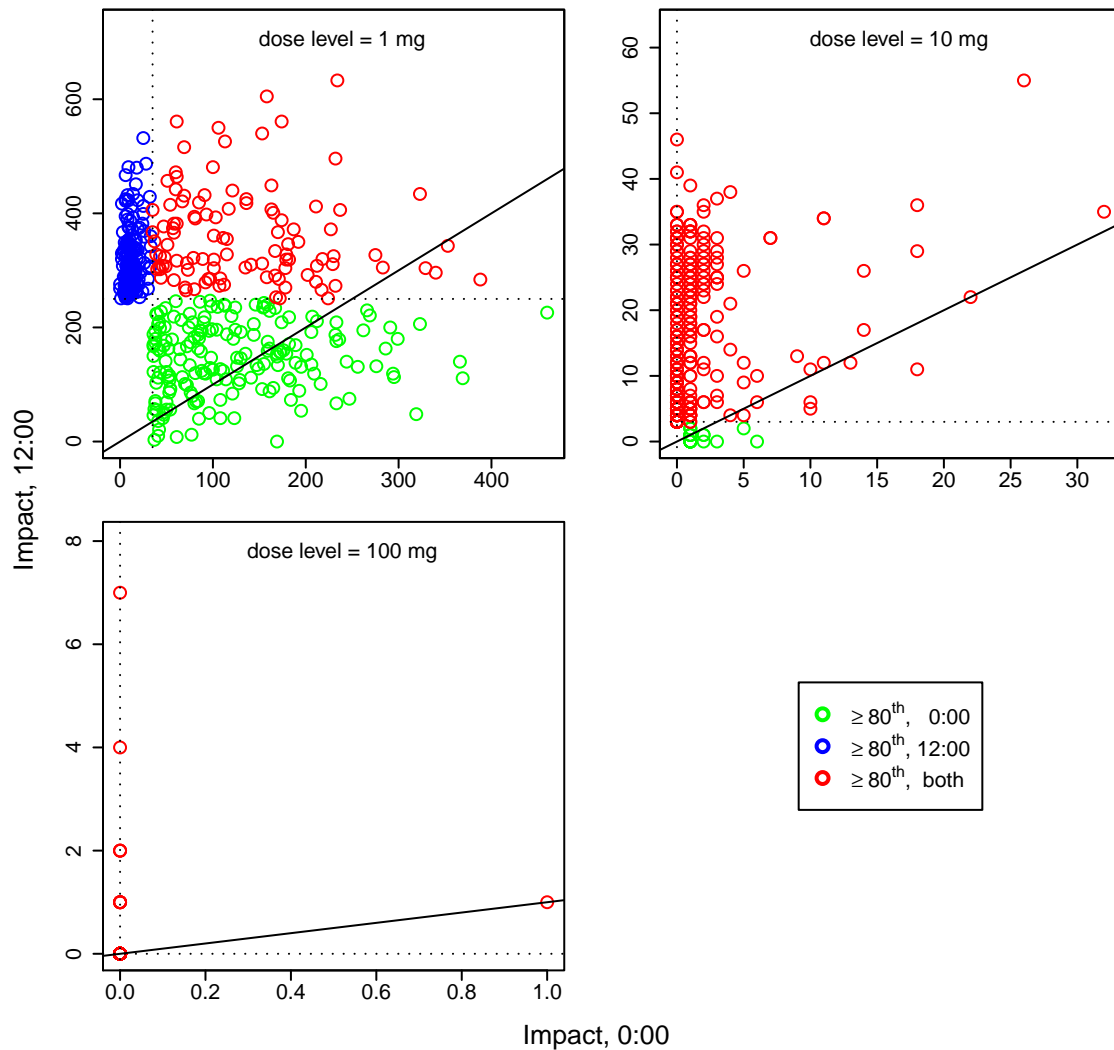 dose level = 1 mg
0 200 400 600
0 100 200 300 400
dose level = 10 mg
0 10 20 30 40 50 60
0 5 10 15 20 25 30
Impact, 12:00
dose level = 100 mg
0 2 4 6 8
0.0 0.2 0.4 0.6 0.8 1.0
≥ 80th, 0:00
≥ 80th, 12:00
≥ 80th, both
Impact, 0:00